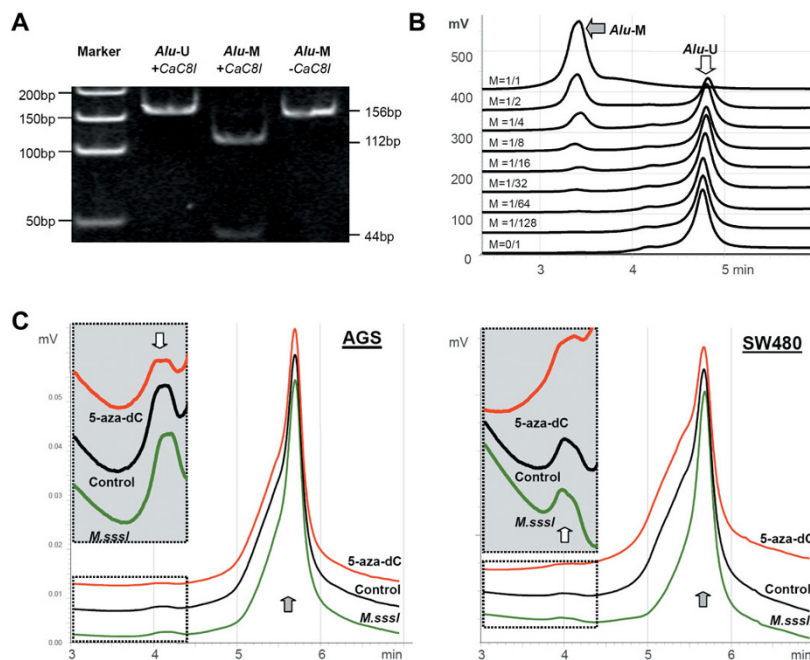 A
Marker
Alu-U
+CaC8I
Alu-M
+CaC8I
Alu-M
-CaC8I
200bp
150bp
100bp
50bp
156bp
112bp
44bp
B
mV
500
400
300
200
100
0
Alu-M
Alu-U
M=1/1
M=1/2
M=1/4
M=1/8
M=1/16
M=1/32
M=1/64
M=1/128
M=0/1
3
4
5 min
C
mV
0.05
0.04
0.03
0.02
0.01
0.00
AGS
5-aza-dC
Control
M.sssI
5-aza-dC
Control
M.sssI
3
4
5
6
min
mV
SW480
5-aza-dC
Control
M.sssI
5-aza-dC
Control
M.sssI
3
4
5
6
min